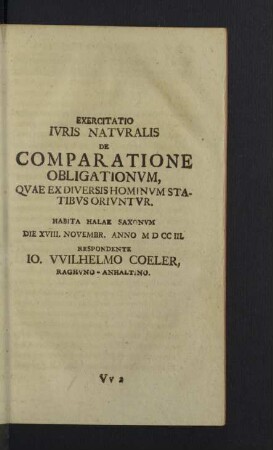 EXERCITATIO
IVRIS NATVRALIS
DE
COMPARATIONE
OBLIGATIONVM,
QVAE EX DIVERSIS HOMINVM STA-
TIBVS ORIVNTVR.
HABITA HALAE SAXONVM
DIE XVIII. NOVEMBR. ANNO M D CC III.
RESPONDENTE
IO. VVILHELMO COELER,
RAGHVNO-ANHALTINO.
Vv 2